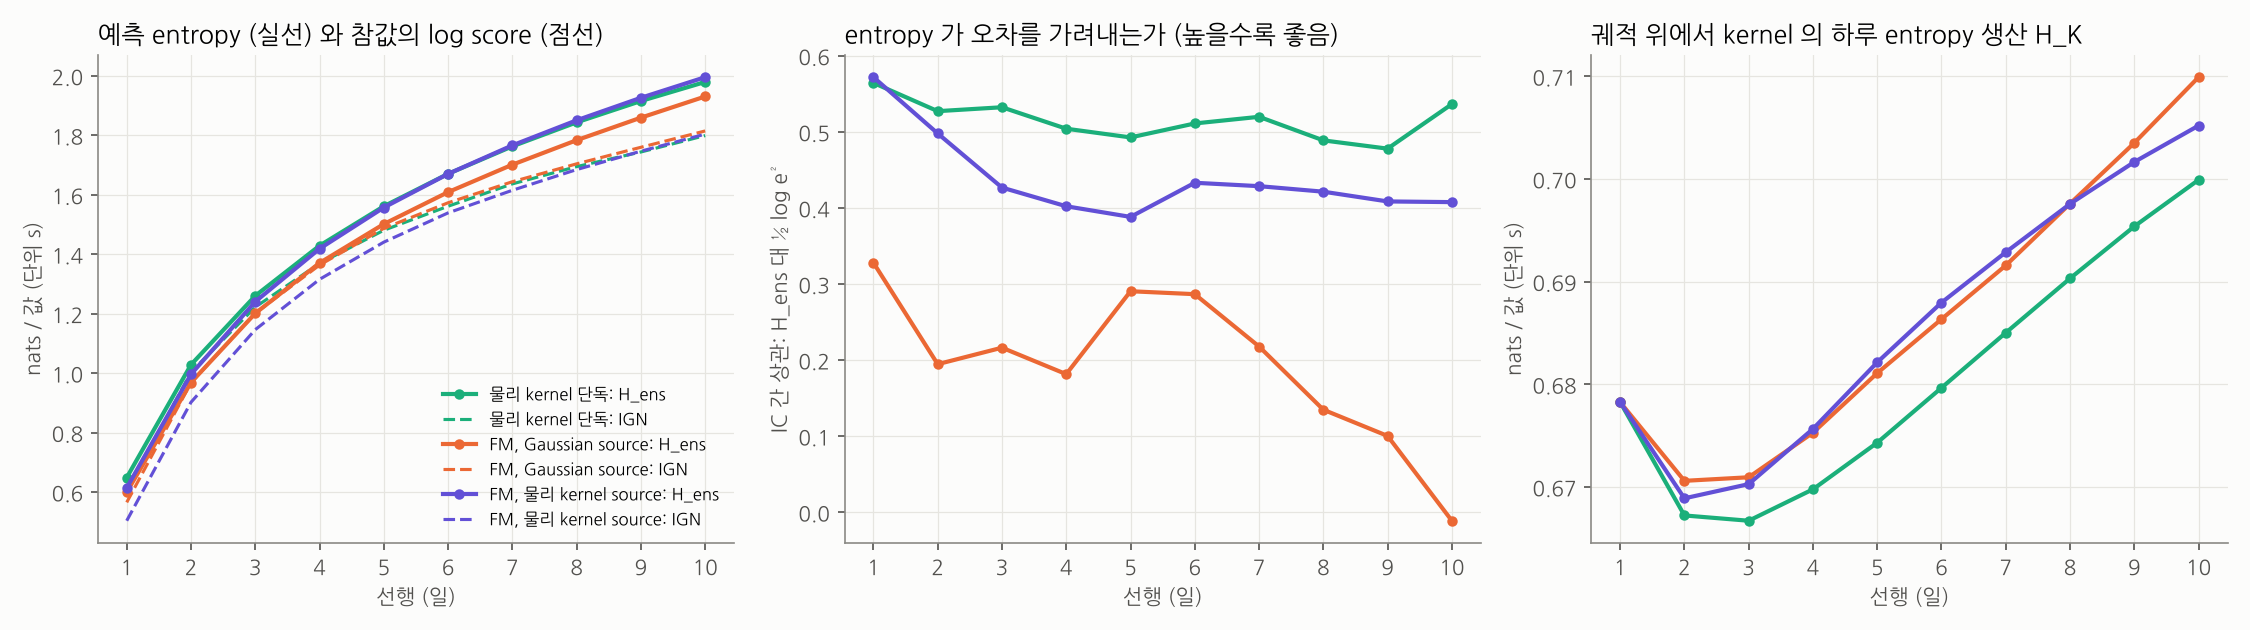 예측 entropy (실선) 와 참값의 log score (점선)
nats / 값 (단위 s)
2.0
1.8
1.6
1.4
1.2
1.0
0.8
0.6
물리 kernel 단독: H_ens
물리 kernel 단독: IGN
FM, Gaussian source: H_ens
FM, Gaussian source: IGN
FM, 물리 kernel source: H_ens
FM, 물리 kernel source: IGN
1 2 3 4 5 6 7 8 9 10
선행 (일)
entropy 가 오차를 가려내는가 (높을수록 좋음)
IC 간 상관: H_ens 대 ½ log e²
0.6
0.5
0.4
0.3
0.2
0.1
0.0
1 2 3 4 5 6 7 8 9 10
선행 (일)
궤적 위에서 kernel 의 하루 entropy 생산 H_K
nats / 값 (단위 s)
0.71
0.70
0.69
0.68
0.67
1 2 3 4 5 6 7 8 9 10
선행 (일)